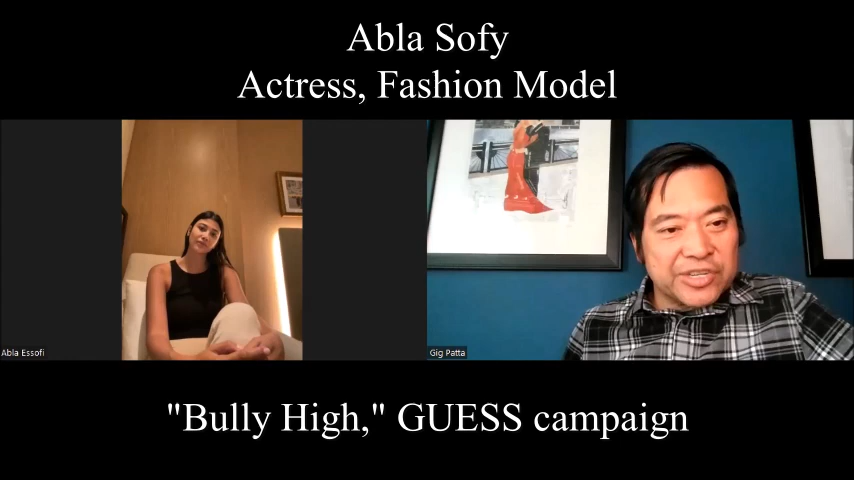 Abla Sofy
Actress, Fashion Model
Abla Essofi
Gig Patta
"Bully High," GUESS campaign